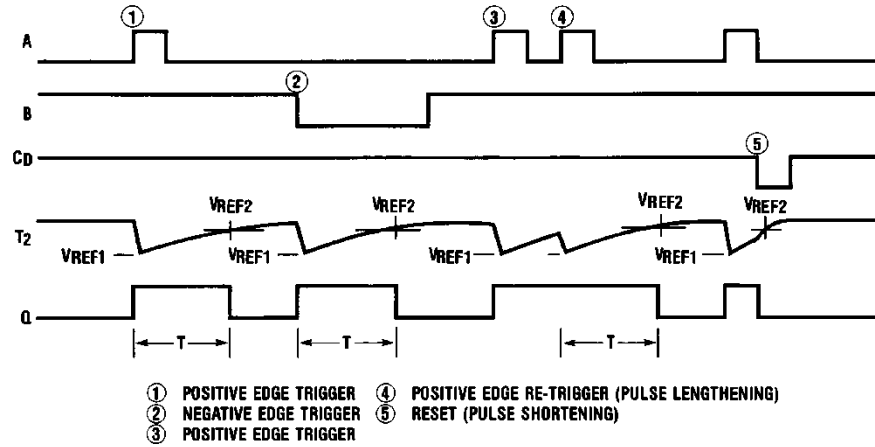 ① ③ ④
A
②
B
CD ⑤
VREF2 VREF2 VREF2 VREF2
T2
VREF1 VREF1 VREF1 VREF1
Q
T T T
① POSITIVE EDGE TRIGGER ④ POSITIVE EDGE RE-TRIGGER (PULSE LENGTHENING)
② NEGATIVE EDGE TRIGGER ⑤ RESET (PULSE SHORTENING)
③ POSITIVE EDGE TRIGGER